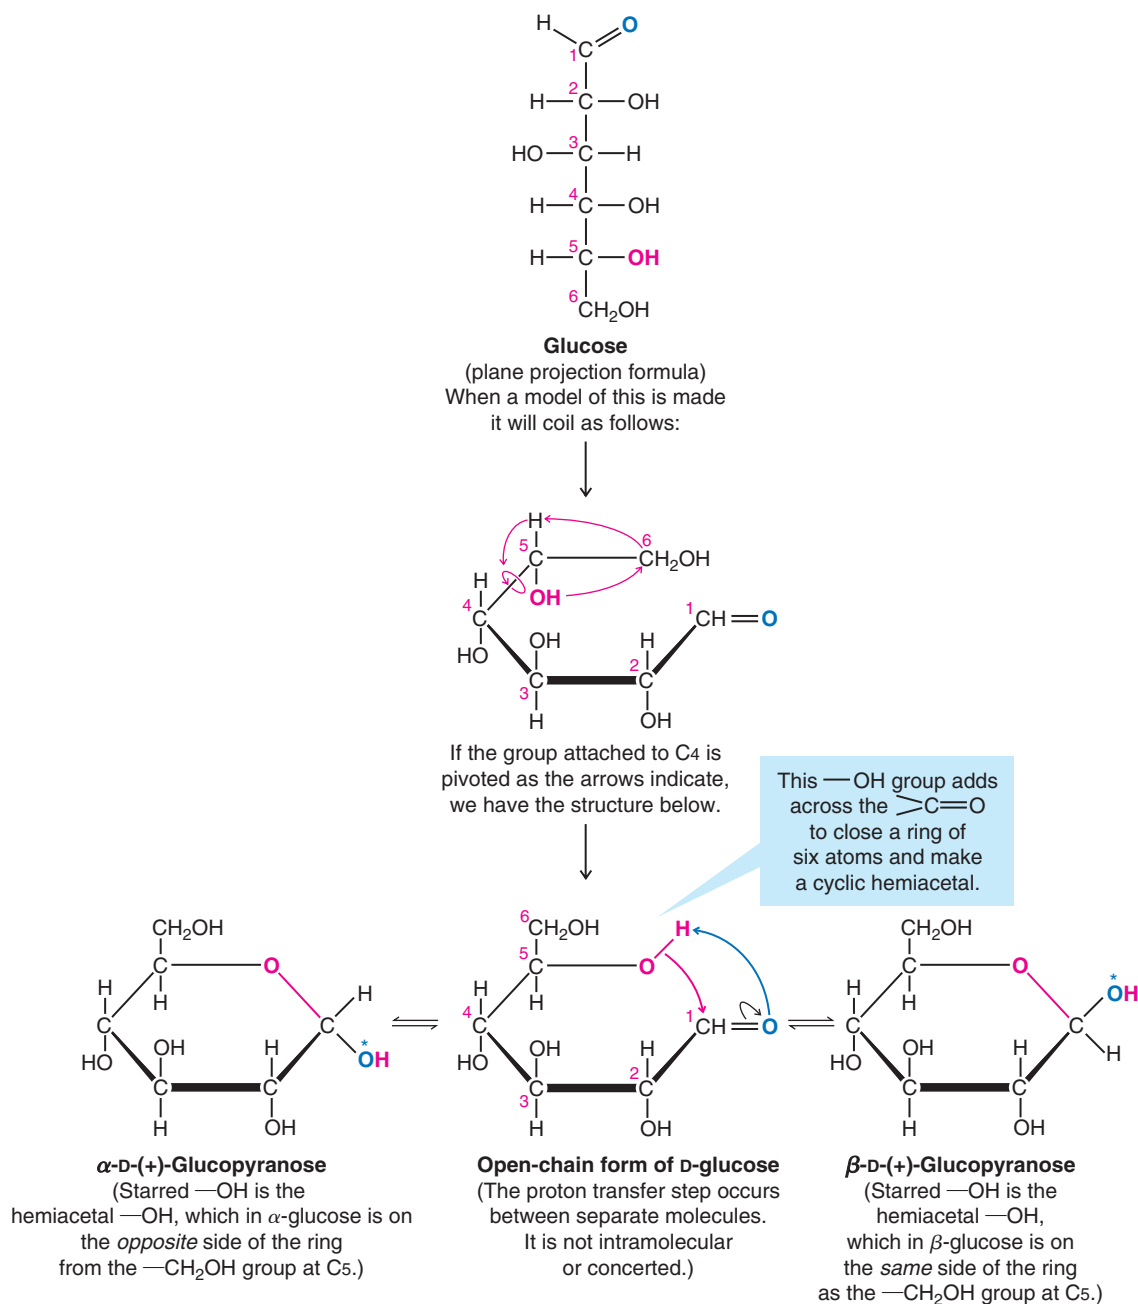 H O
1 C
2
H—C—OH
3
HO—C—H
4
H—C—OH
5
H—C—OH
6
CH₂OH
Glucose
(plane projection formula)
When a model of this is made
it will coil as follows:
H
5 6
C CH₂OH
H
OH
4 1
C CH=O
OH H
HO 2
C C
3
H OH
If the group attached to C4 is
pivoted as the arrows indicate,
we have the structure below.
This —OH group adds
across the C=O
to close a ring of
six atoms and make
a cyclic hemiacetal.
CH₂OH
C O
H H H
C C
OH H *
HO OH
C C
H OH
α-D-(+)-Glucopyranose
(Starred —OH is the
hemiacetal —OH, which in α-glucose is on
the opposite side of the ring
from the —CH₂OH group at C5.)
6
CH₂OH H
5
C O
H H
4 1
C CH=O
OH H
HO 2
C C
3
H OH
Open-chain form of D-glucose
(The proton transfer step occurs
between separate molecules.
It is not intramolecular
or concerted.)
CH₂OH
C O *
H H OH
C C
OH H
HO H
C C
H OH
β-D-(+)-Glucopyranose
(Starred —OH is the
hemiacetal —OH,
which in β-glucose is on
the same side of the ring
as the —CH₂OH group at C5.)